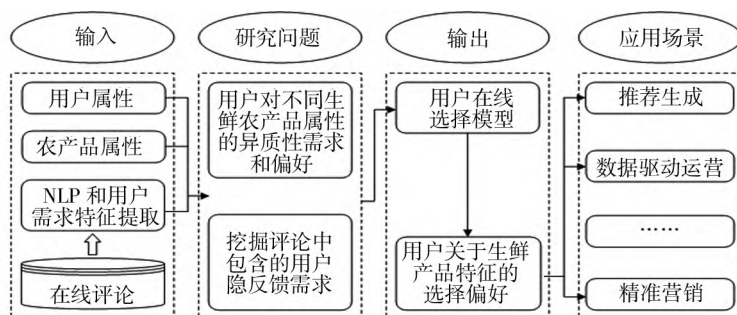 输入
研究问题
输出
应用场景
用户属性
农产品属性
NLP 和用户
需求特征提取
在线评论
用户对不同生
鲜农产品属性
的异质性需求
和偏好
挖掘评论中
包含的用户
隐反馈需求
用户在线
选择模型
用户关于生鲜
产品特征的
选择偏好
推荐生成
数据驱动运营
……
精准营销